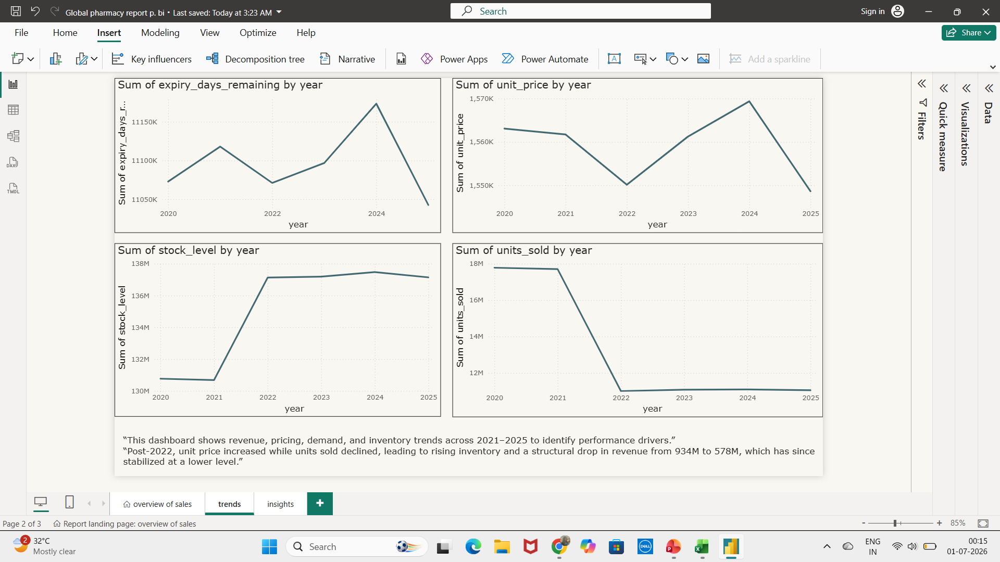 Global pharmacy report p. bi • Last saved: Today at 3:23 AM
Search
Sign in
File Home Insert Modeling View Optimize Help
Share
Key influencers Decomposition tree Narrative Power Apps Power Automate Add a sparkline
Sum of expiry_days_remaining by year
Sum of expiry_days_r...
11150K
11100K
11050K
2020 2022 2024
year
Sum of unit_price by year
Sum of unit_price
1,570K
1,560K
1,550K
2020 2021 2022 2023 2024 2025
year
Sum of stock_level by year
Sum of stock_level
138M
136M
134M
132M
130M
2020 2021 2022 2023 2024 2025
year
Sum of units_sold by year
Sum of units_sold
18M
16M
14M
12M
2020 2021 2022 2023 2024 2025
year
“This dashboard shows revenue, pricing, demand, and inventory trends across 2021–2025 to identify performance drivers.”
“Post-2022, unit price increased while units sold declined, leading to rising inventory and a structural drop in revenue from 934M to 578M, which has since
stabilized at a lower level.”
Filters
Quick measure
Visualizations
Data
DAX
TMDL
overview of sales trends insights +
Page 2 of 3 Report landing page: overview of sales
- + 85%
2
32°C
Mostly clear
Search
DELL
ENG
IN
00:15
01-07-2026